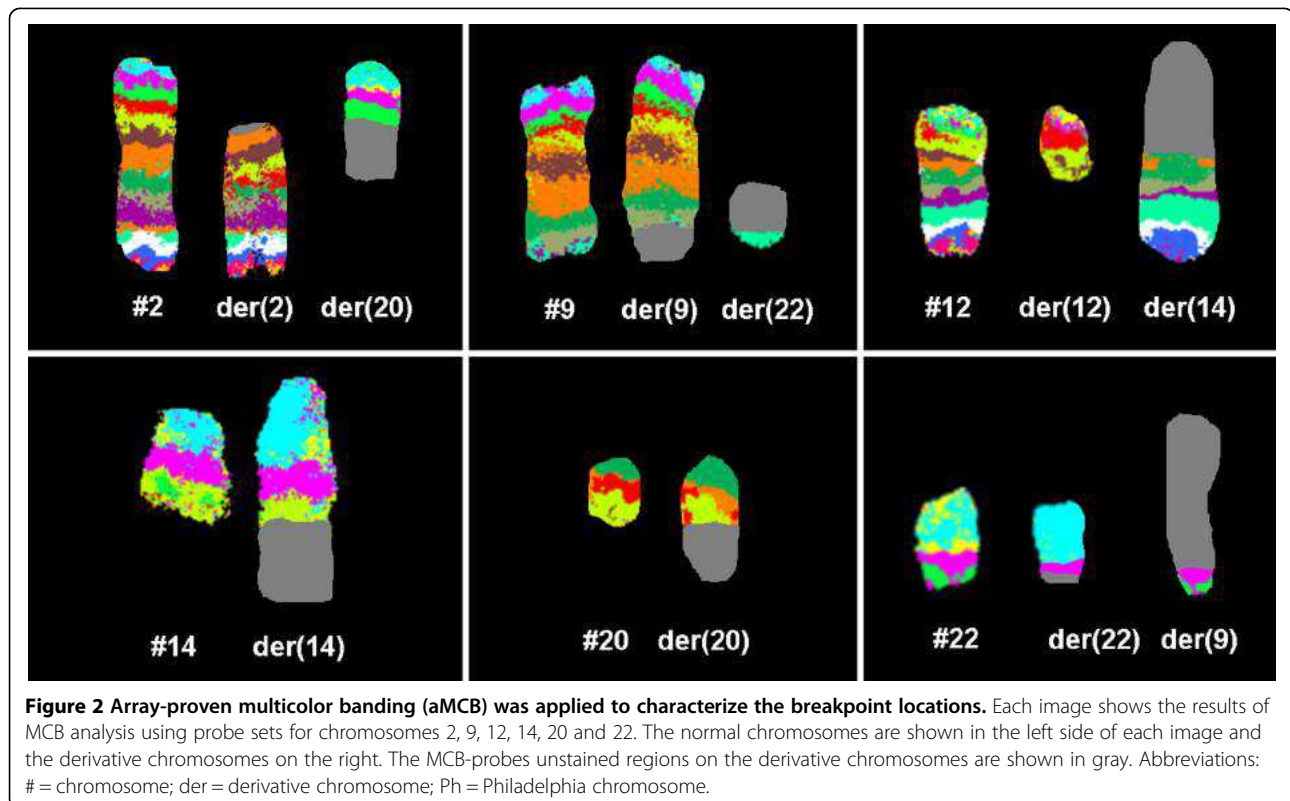 #2 der(2) der(20)
#9 der(9) der(22)
#12 der(12) der(14)
#14 der(14)
#20 der(20)
#22 der(22) der(9)
Figure 2 Array-proven multicolor banding (aMCB) was applied to characterize the breakpoint locations. Each image shows the results of
MCB analysis using probe sets for chromosomes 2, 9, 12, 14, 20 and 22. The normal chromosomes are shown in the left side of each image and
the derivative chromosomes on the right. The MCB-probes unstained regions on the derivative chromosomes are shown in gray. Abbreviations:
# = chromosome; der = derivative chromosome; Ph = Philadelphia chromosome.